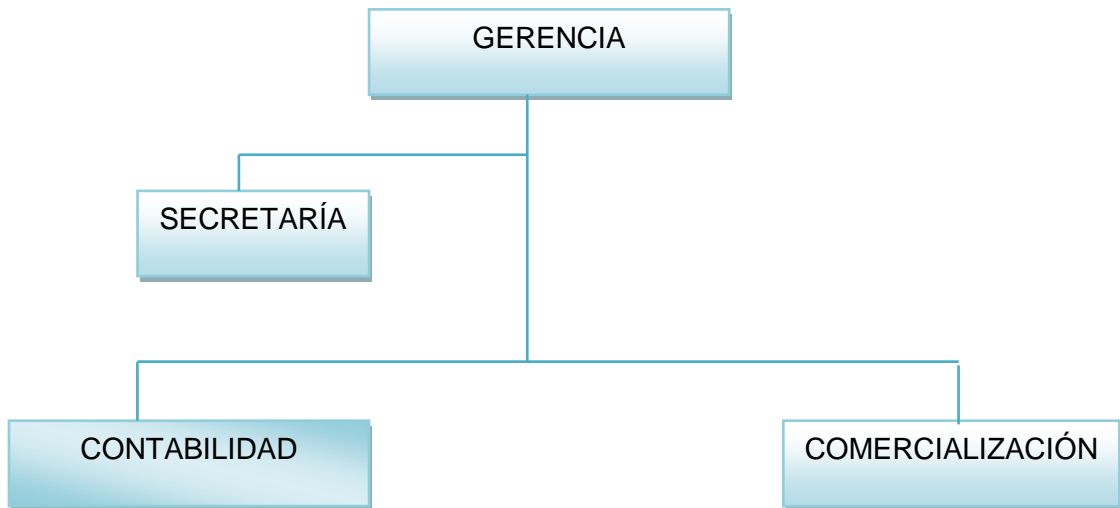 GERENCIA
SECRETARÍA
CONTABILIDAD
COMERCIALIZACIÓN